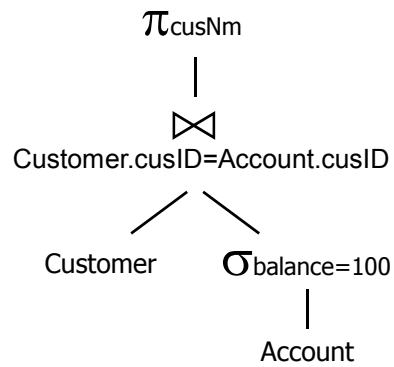 πcusNm
⋈
Customer.cusID=Account.cusID
Customer
σbalance=100
Account